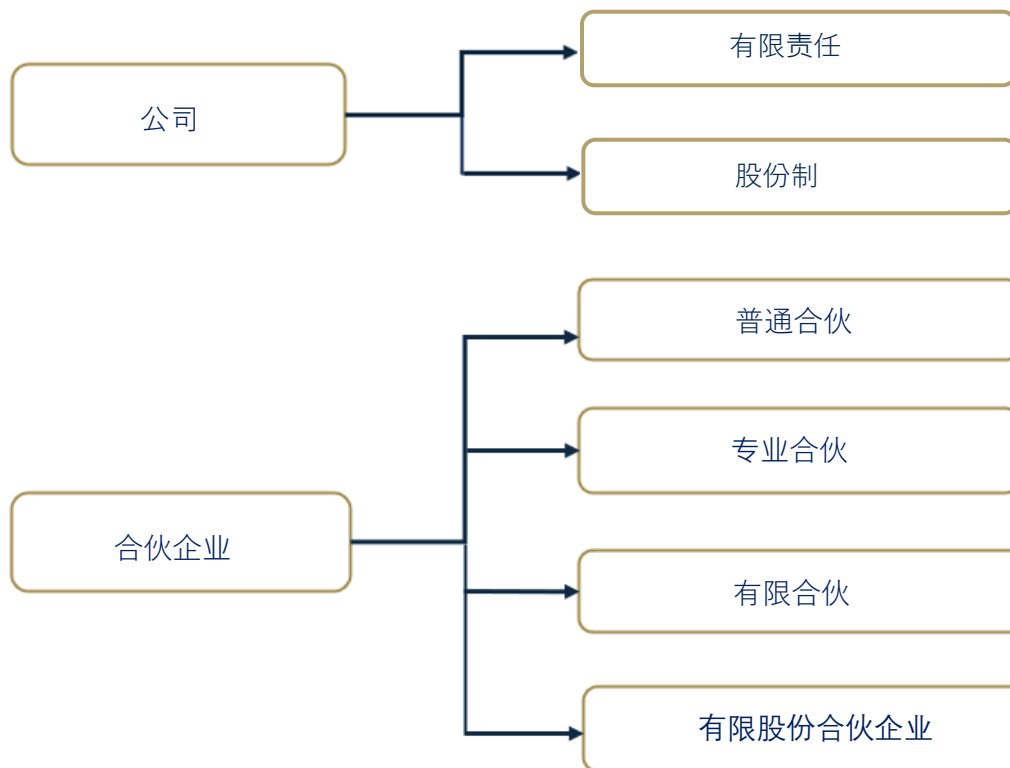 有限责任
公司
股份制
普通合伙
专业合伙
合伙企业
有限合伙
有限股份合伙企业